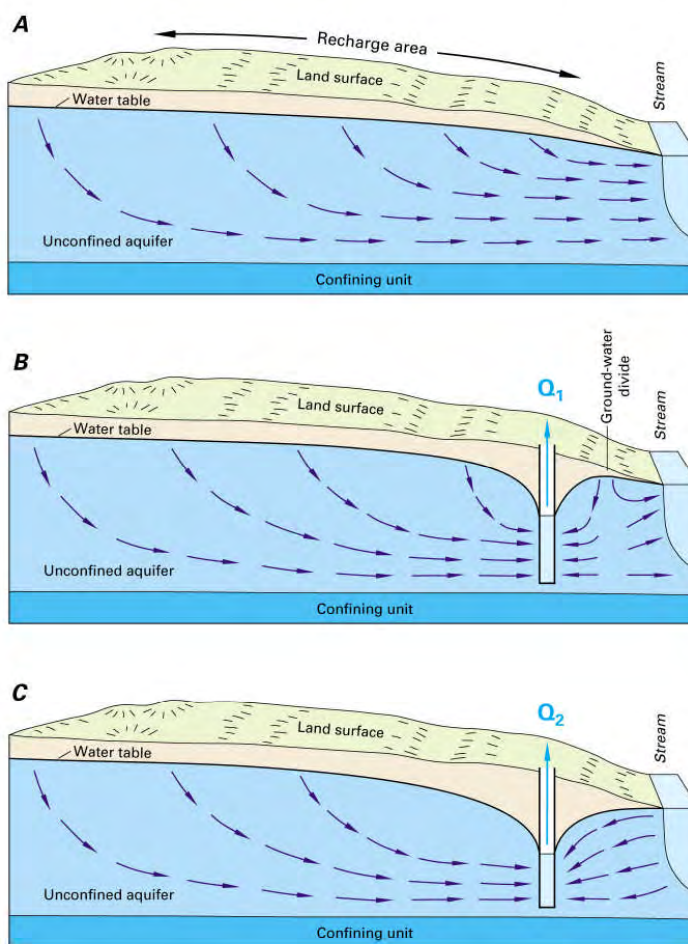 A
Recharge area
Land surface
Stream
Water table
Unconfined aquifer
Confining unit
B
Q1
Ground-water
divide
Stream
Land surface
Water table
Unconfined aquifer
Confining unit
C
Q2
Stream
Land surface
Water table
Unconfined aquifer
Confining unit